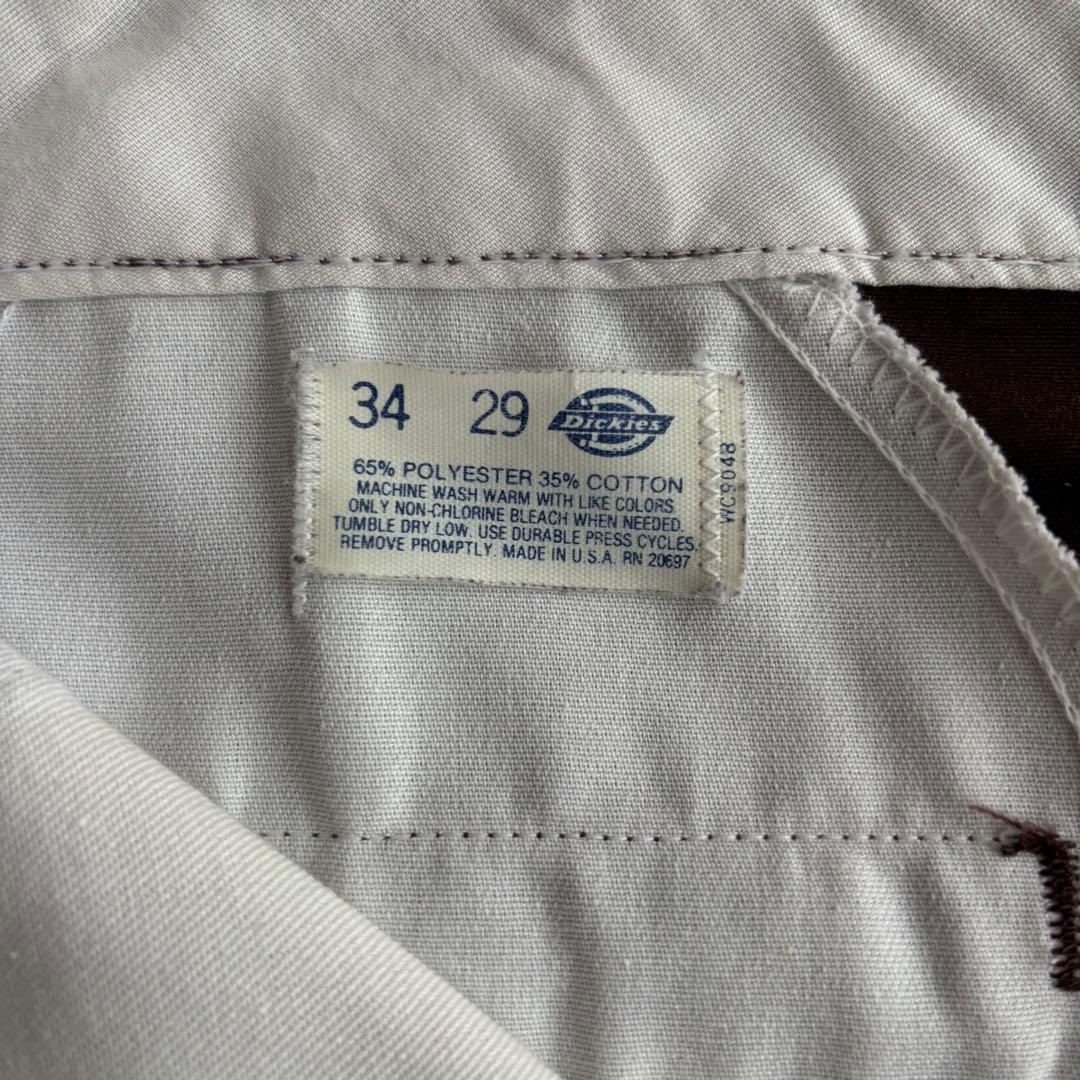 34 29 Dickies
65% POLYESTER 35% COTTON
MACHINE WASH WARM WITH LIKE COLORS.
ONLY NON-CHLORINE BLEACH WHEN NEEDED.
TUMBLE DRY LOW. USE DURABLE PRESS CYCLES.
REMOVE PROMPTLY. MADE IN U.S.A. RN 20697
WC9048